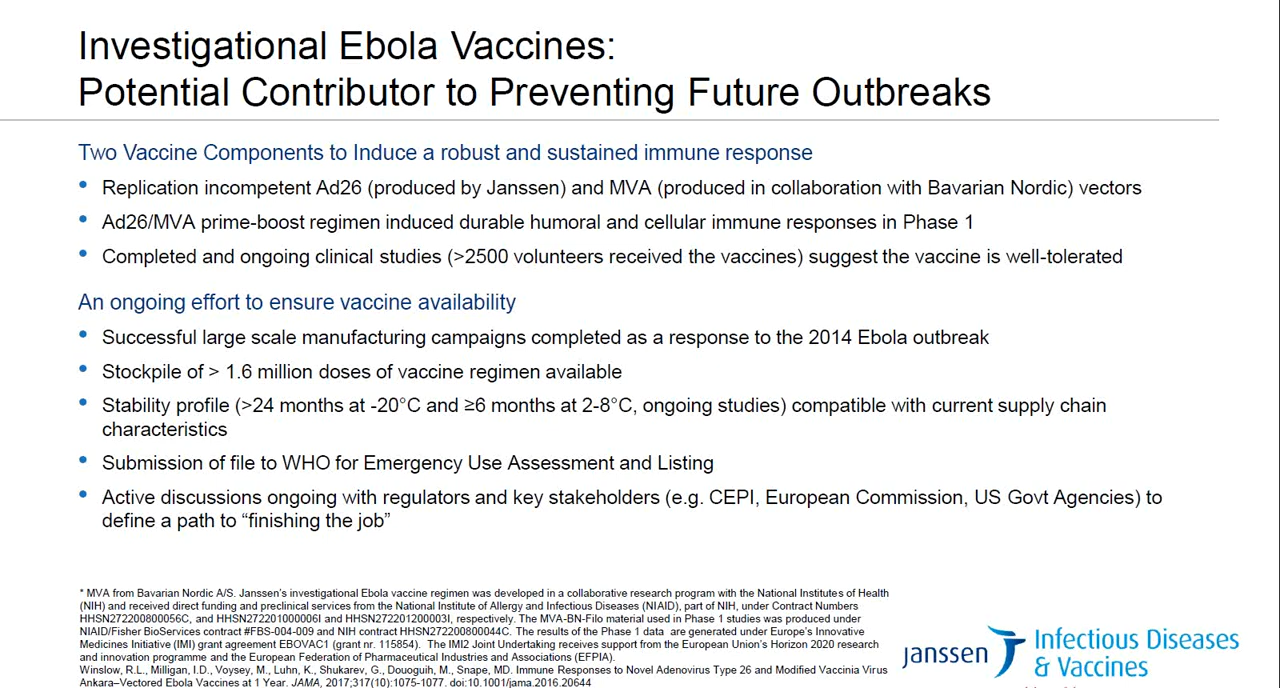 Investigational Ebola Vaccines:
Potential Contributor to Preventing Future Outbreaks
Two Vaccine Components to Induce a robust and sustained immune response
• Replication incompetent Ad26 (produced by Janssen) and MVA (produced in collaboration with Bavarian Nordic) vectors
• Ad26/MVA prime-boost regimen induced durable humoral and cellular immune responses in Phase 1
• Completed and ongoing clinical studies (>2500 volunteers received the vaccines) suggest the vaccine is well-tolerated
An ongoing effort to ensure vaccine availability
• Successful large scale manufacturing campaigns completed as a response to the 2014 Ebola outbreak
• Stockpile of > 1.6 million doses of vaccine regimen available
• Stability profile (>24 months at -20°C and ≥6 months at 2-8°C, ongoing studies) compatible with current supply chain
characteristics
• Submission of file to WHO for Emergency Use Assessment and Listing
• Active discussions ongoing with regulators and key stakeholders (e.g. CEPI, European Commission, US Govt Agencies) to
define a path to “finishing the job”
* MVA from Bavarian Nordic A/S. Janssen’s investigational Ebola vaccine regimen was developed in a collaborative research program with the National Institutes of Health
(NIH) and received direct funding and preclinical services from the National Institute of Allergy and Infectious Diseases (NIAID), part of NIH, under Contract Numbers
HHSN272200800056C, and HHSN272201000006I and HHSN272201200003I, respectively. The MVA-BN-Filo material used in Phase 1 studies was produced under
NIAID/Fisher BioServices contract #FBS-004-009 and NIH contract HHSN272200800044C. The results of the Phase 1 data are generated under Europe’s Innovative
Medicines Initiative (IMI) grant agreement EBOVAC1 (grant nr. 115854). The IMI2 Joint Undertaking receives support from the European Union’s Horizon 2020 research
and innovation programme and the European Federation of Pharmaceutical Industries and Associations (EFPIA).
Winslow, R.L., Milligan, I.D., Voysey, M., Luhn, K., Shukarev, G., Douoguih, M., Snape, MD. Immune Responses to Novel Adenovirus Type 26 and Modified Vaccinia Virus
Ankara–Vectored Ebola Vaccines at 1 Year. JAMA, 2017;317(10):1075-1077. doi:10.1001/jama.2016.20644
janssen
Infectious Diseases
& Vaccines